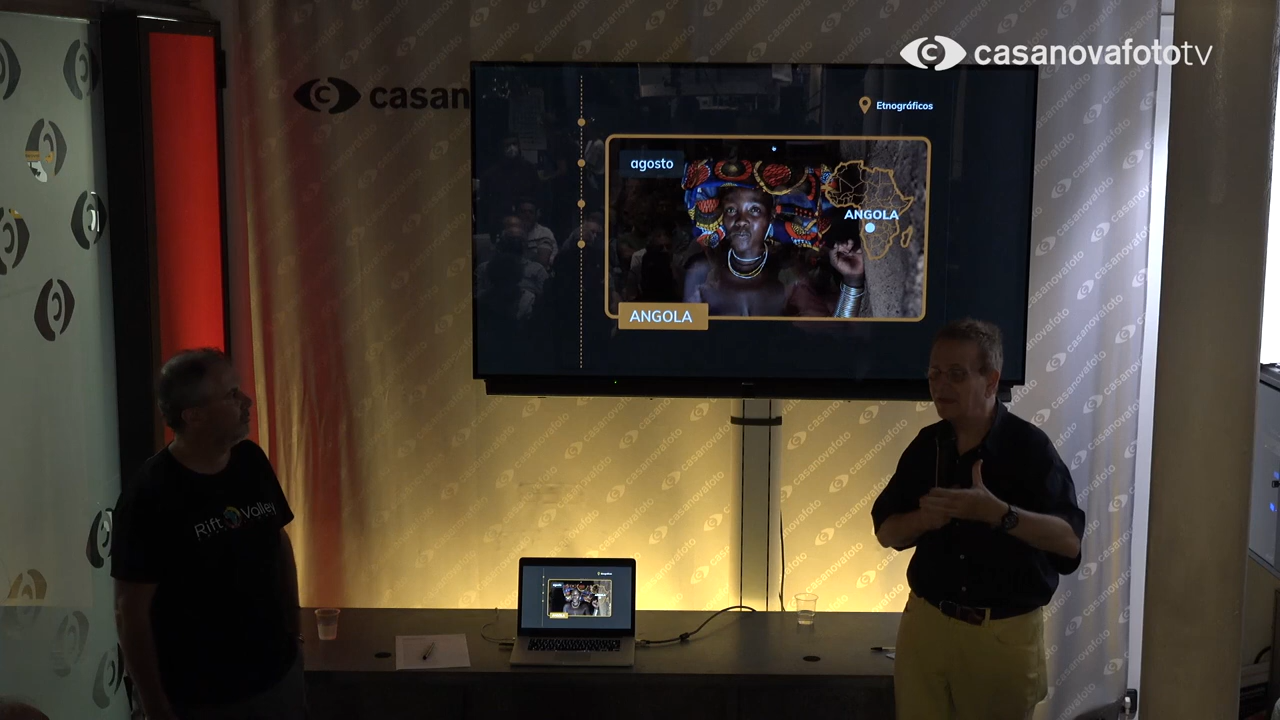 casanovafototv
casan
Etnográficos
agosto
ANGOLA
ANGOLA
Rift Valley
casanovafoto